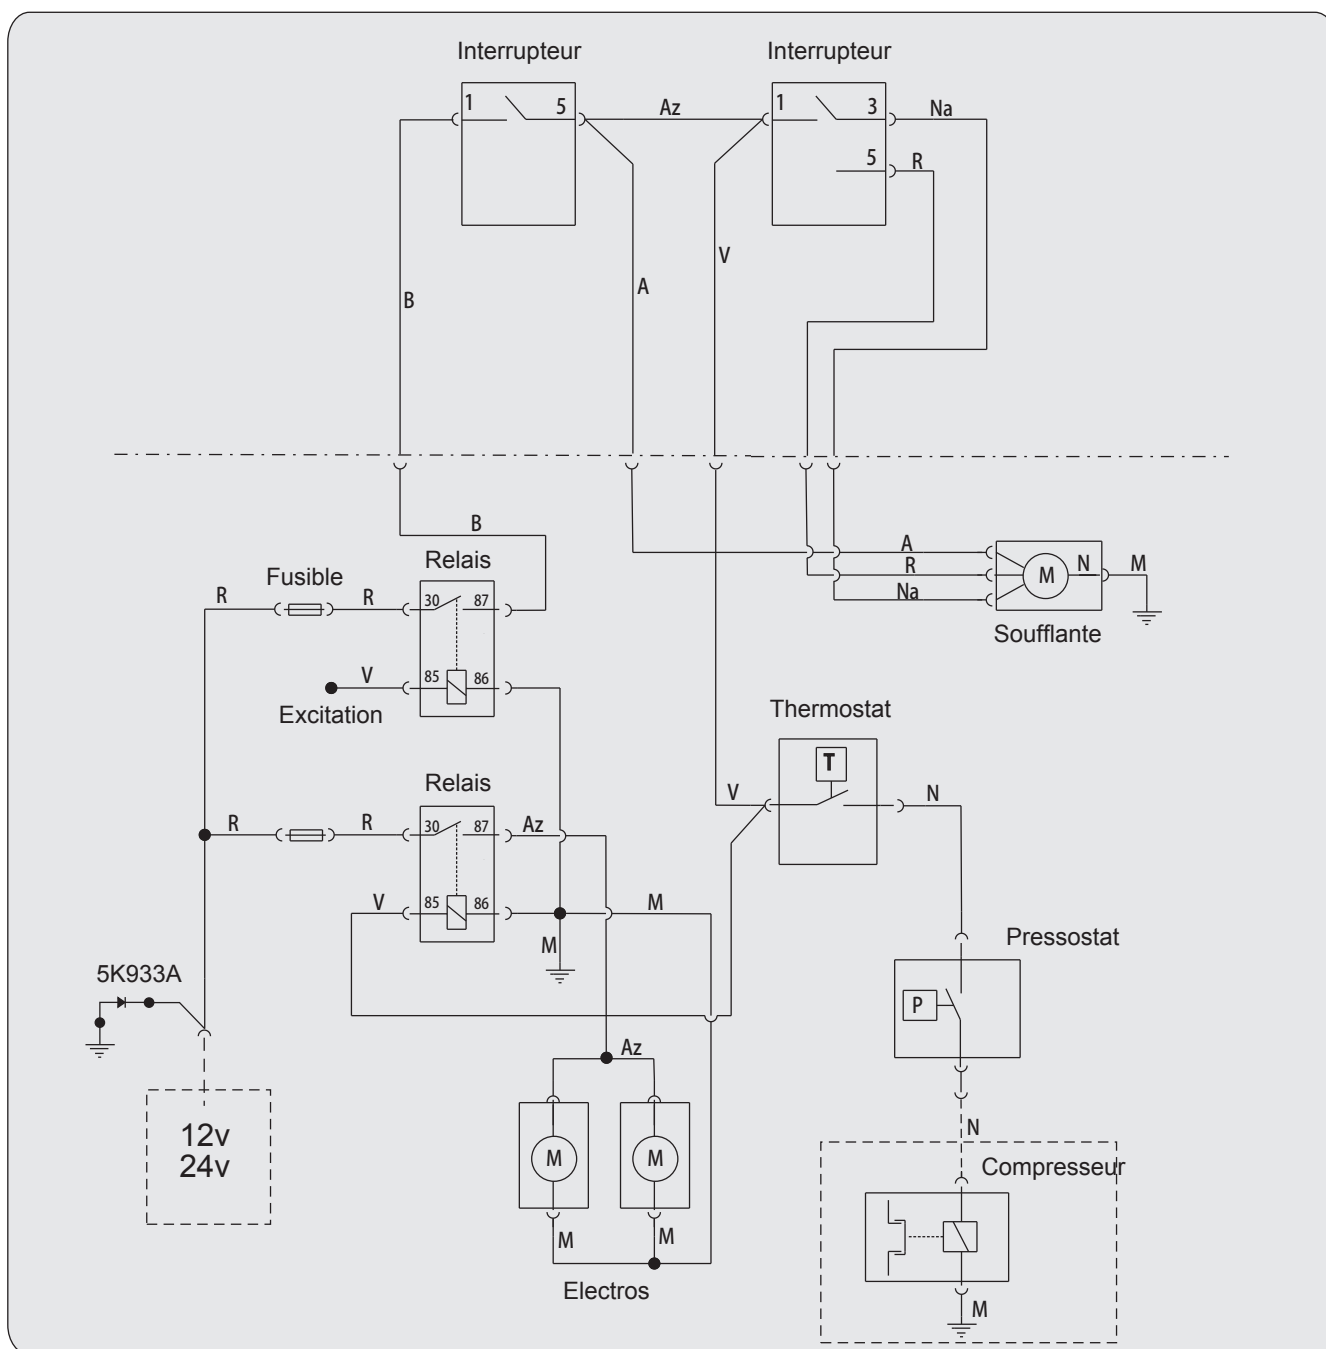 Interrupteur
Interrupteur
1
5
Az
1
3
Na
5
R
V
A
B
B
Relais
A
R
Na
M
N
M
Soufflante
Fusible
R
R
30
87
V
85
86
Excitation
Thermostat
T
V
N
Relais
R
R
30
87
Az
V
85
86
M
M
Pressostat
P
5K933A
12v
24v
Az
M
M
M
M
Electros
N
Compresseur
M